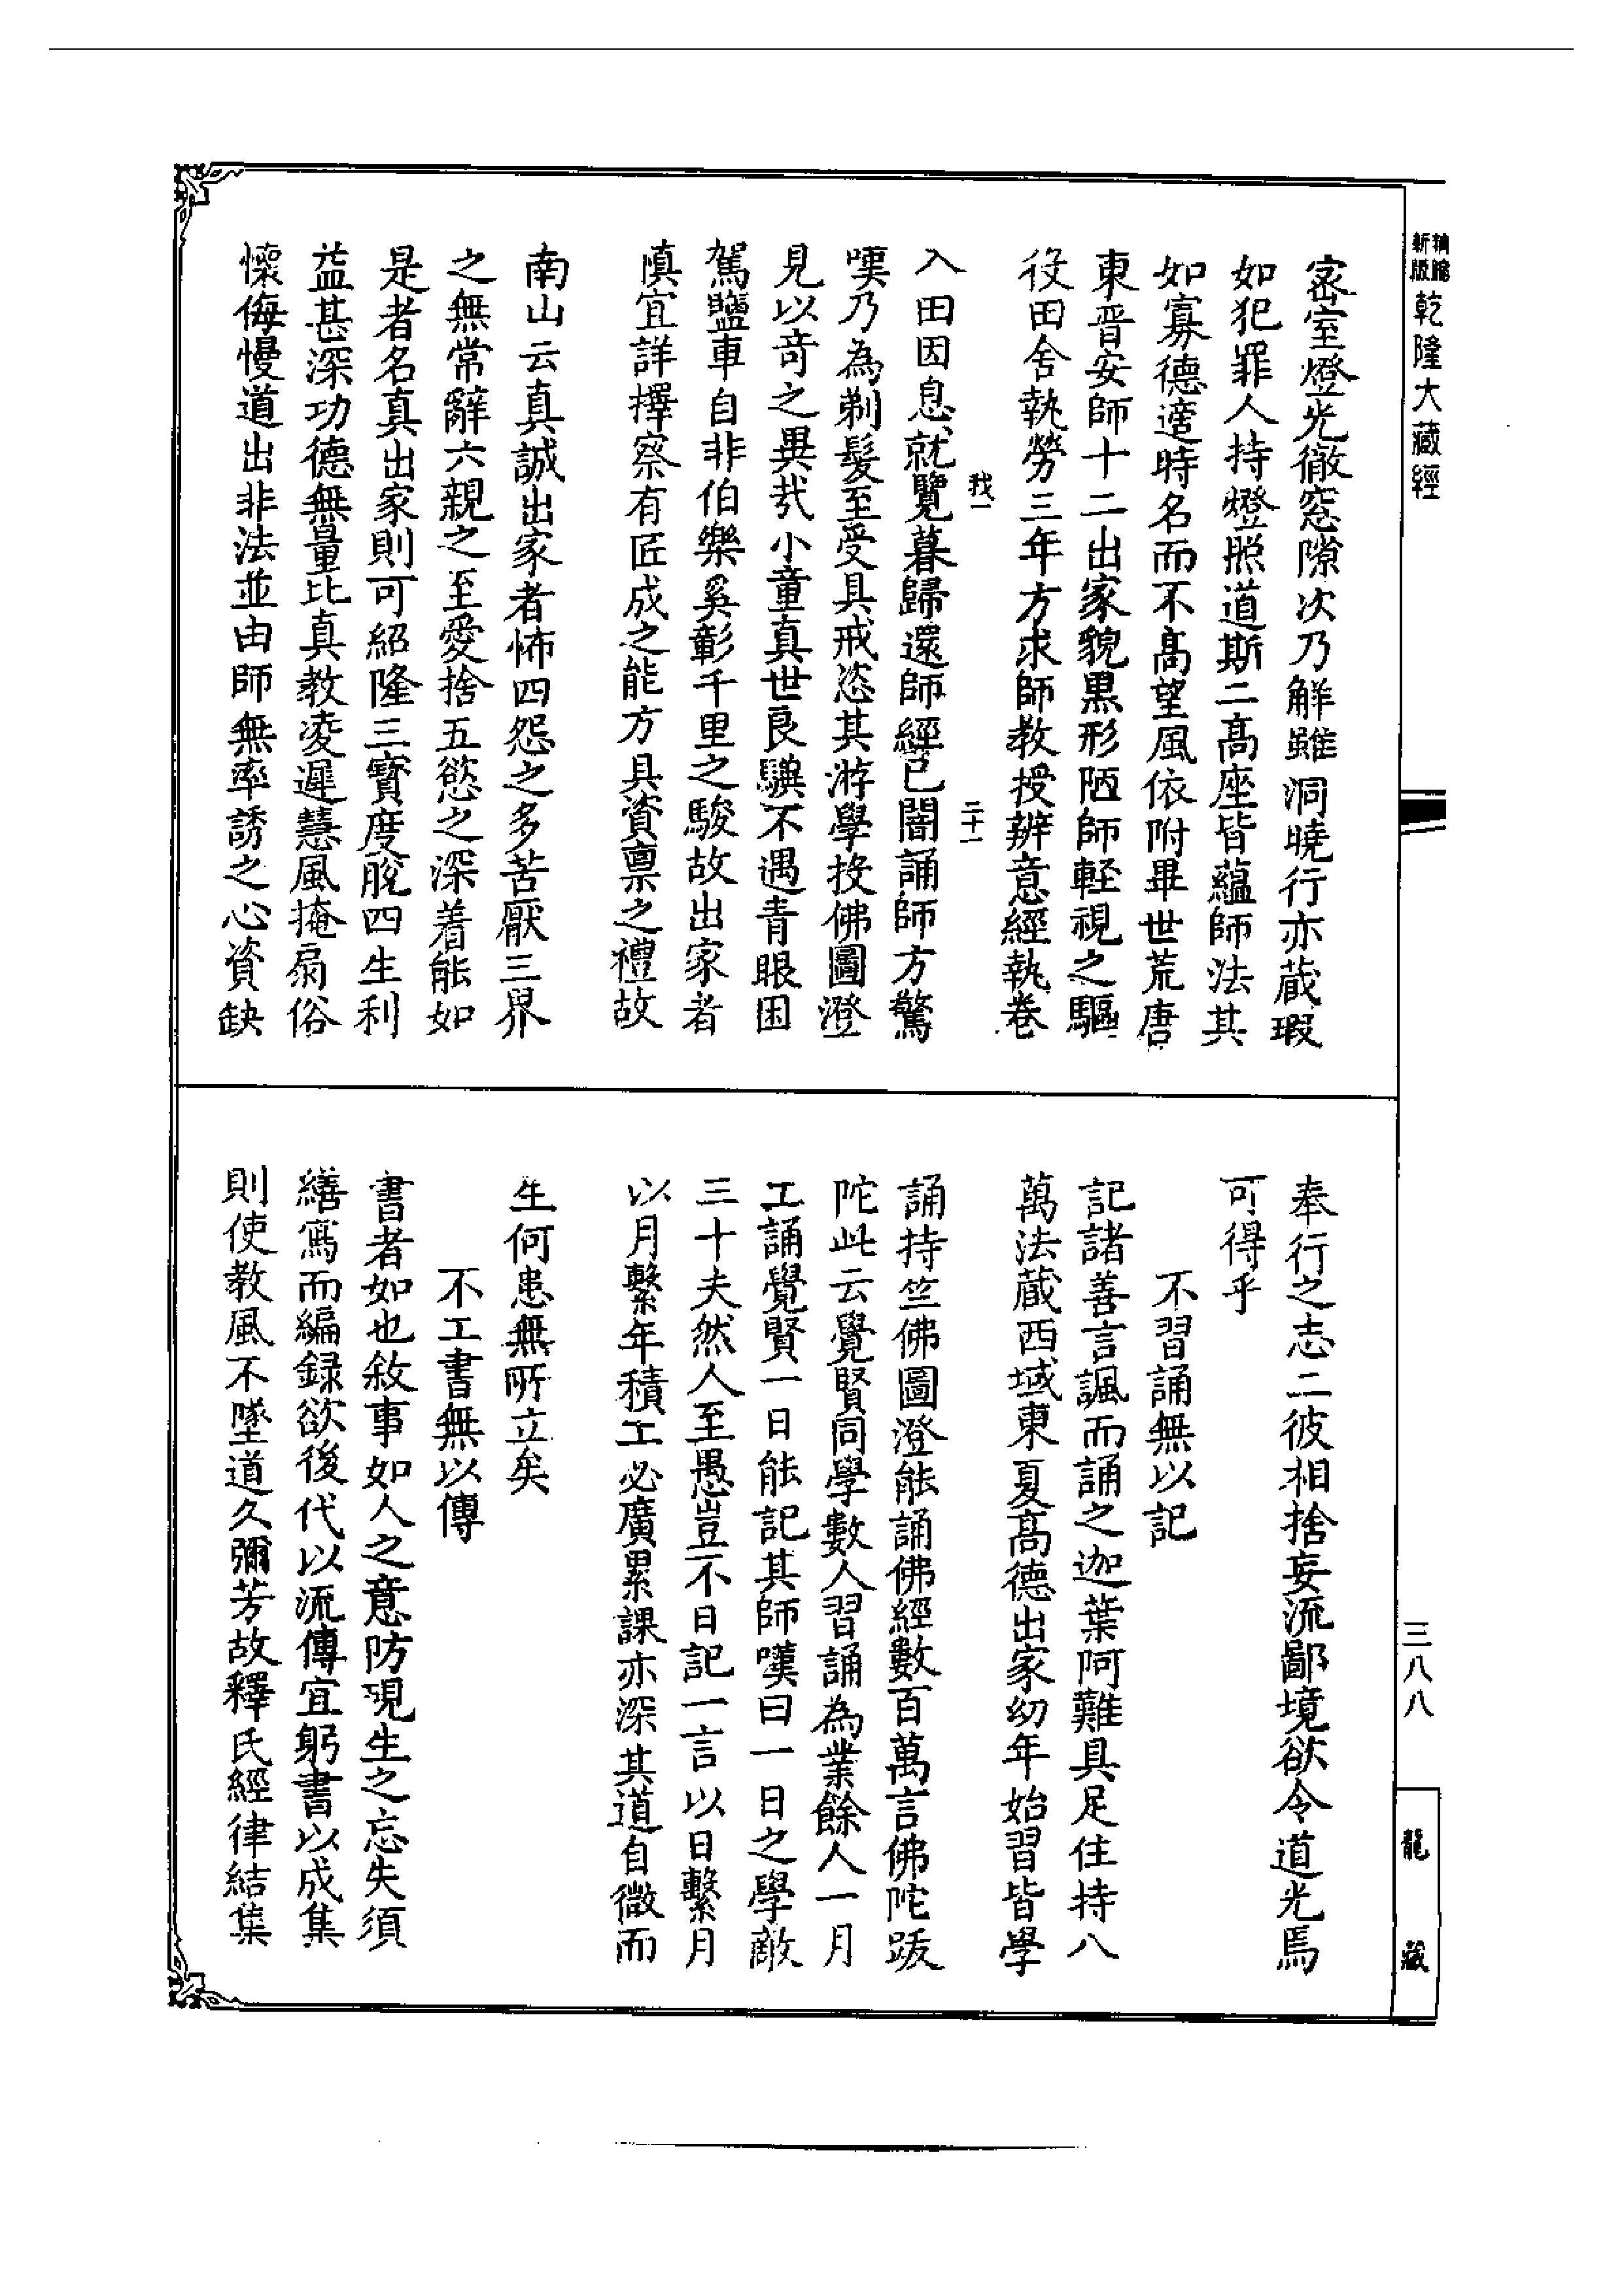 新版
精繕
乾隆大藏經
密室燈光徹窓隙次乃解雖洞曉行亦蔵瑕
如犯罪人持燈照道斯二髙座皆蘊師法其
如寡德適時名而不髙望風依附畢世荒唐
東晋安師十二出家貌黒形陋師輕視之驅
役田舍執勞三年方求師教授辨意經執卷
我一
二十一
入田因息就覽暮歸還師經已闇誦師方驚
嘆乃為剃髮至受具戒恣其游學投佛圖澄
見以竒之異㢤小童真世良驥不遇青眼困
駕鹽車自非伯樂奚彰千里之駿故出家者
慎宜詳擇察有匠成之能方具資禀之禮故
南山云真誠出家者怖四怨之多苦厭三界
之無常辭六親之至愛捨五慾之深着能如
是者名真出家則可紹隆三寳度脫四生利
益甚深功德無量比真教凌遲慧風掩扇俗
懷侮慢道出非法並由師無率誘之心資缺
奉行之志二彼相捨妄流鄙境欲令道光焉
可得乎
不習誦無以記
記諸善言諷而誦之迦葉阿難具足住持八
萬法蔵西域東夏髙德出家幼年始習皆學
誦持竺佛圖澄能誦佛經數百萬言佛陀跋
陀此云覺賢同學數人習誦為業餘人一月
工誦覺賢一日能記其師嘆曰一日之學敵
三十夫然人至愚豈不日記一言以日繫月
以月繫年積工必廣累課亦深其道自微而
生何患無所立矣
不工書無以傳
書者如也敘事如人之意防現生之忘失須
繕寫而編録欲後代以流傳宜躬書以成集
則使教風不墜道久彌芳故釋氏經律結集
三八八
龍藏